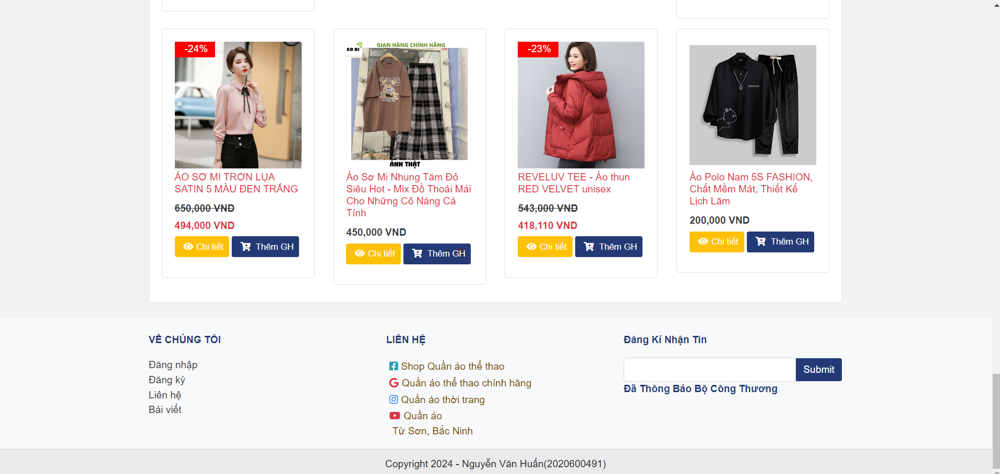 -24%
ÁO SƠ MI TRƠN LỤA
SATIN 5 MÀU ĐEN TRẮNG
650,000 VND
494,000 VND
Chi tiết
Thêm GH
EO BI
GIAN HÀNG CHÍNH HÃNG
CH
ẢNH THẬT
Áo Sơ Mi Nhung Tăm Đỏ
Siêu Hot - Mix Đồ Thoải Mái
Cho Những Cô Nàng Cá
Tính
450,000 VND
Chi tiết
Thêm GH
-23%
REVELUV TEE - Áo thun
RED VELVET unisex
543,000 VND
418,110 VND
Chi tiết
Thêm GH
Áo Polo Nam 5S FASHION,
Chất Mềm Mát, Thiết Kế
Lịch Lãm
200,000 VND
Chi tiết
Thêm GH
VỀ CHÚNG TÔI
Đăng nhập
Đăng ký
Liên hệ
Bài viết
LIÊN HỆ
Shop Quần áo thể thao
Quần áo thể thao chính hãng
Quần áo thời trang
Quần áo
Từ Sơn, Bắc Ninh
Đăng Kí Nhận Tin
Submit
Đã Thông Báo Bộ Công Thương
Copyright 2024 - Nguyễn Văn Huấn(2020600491)